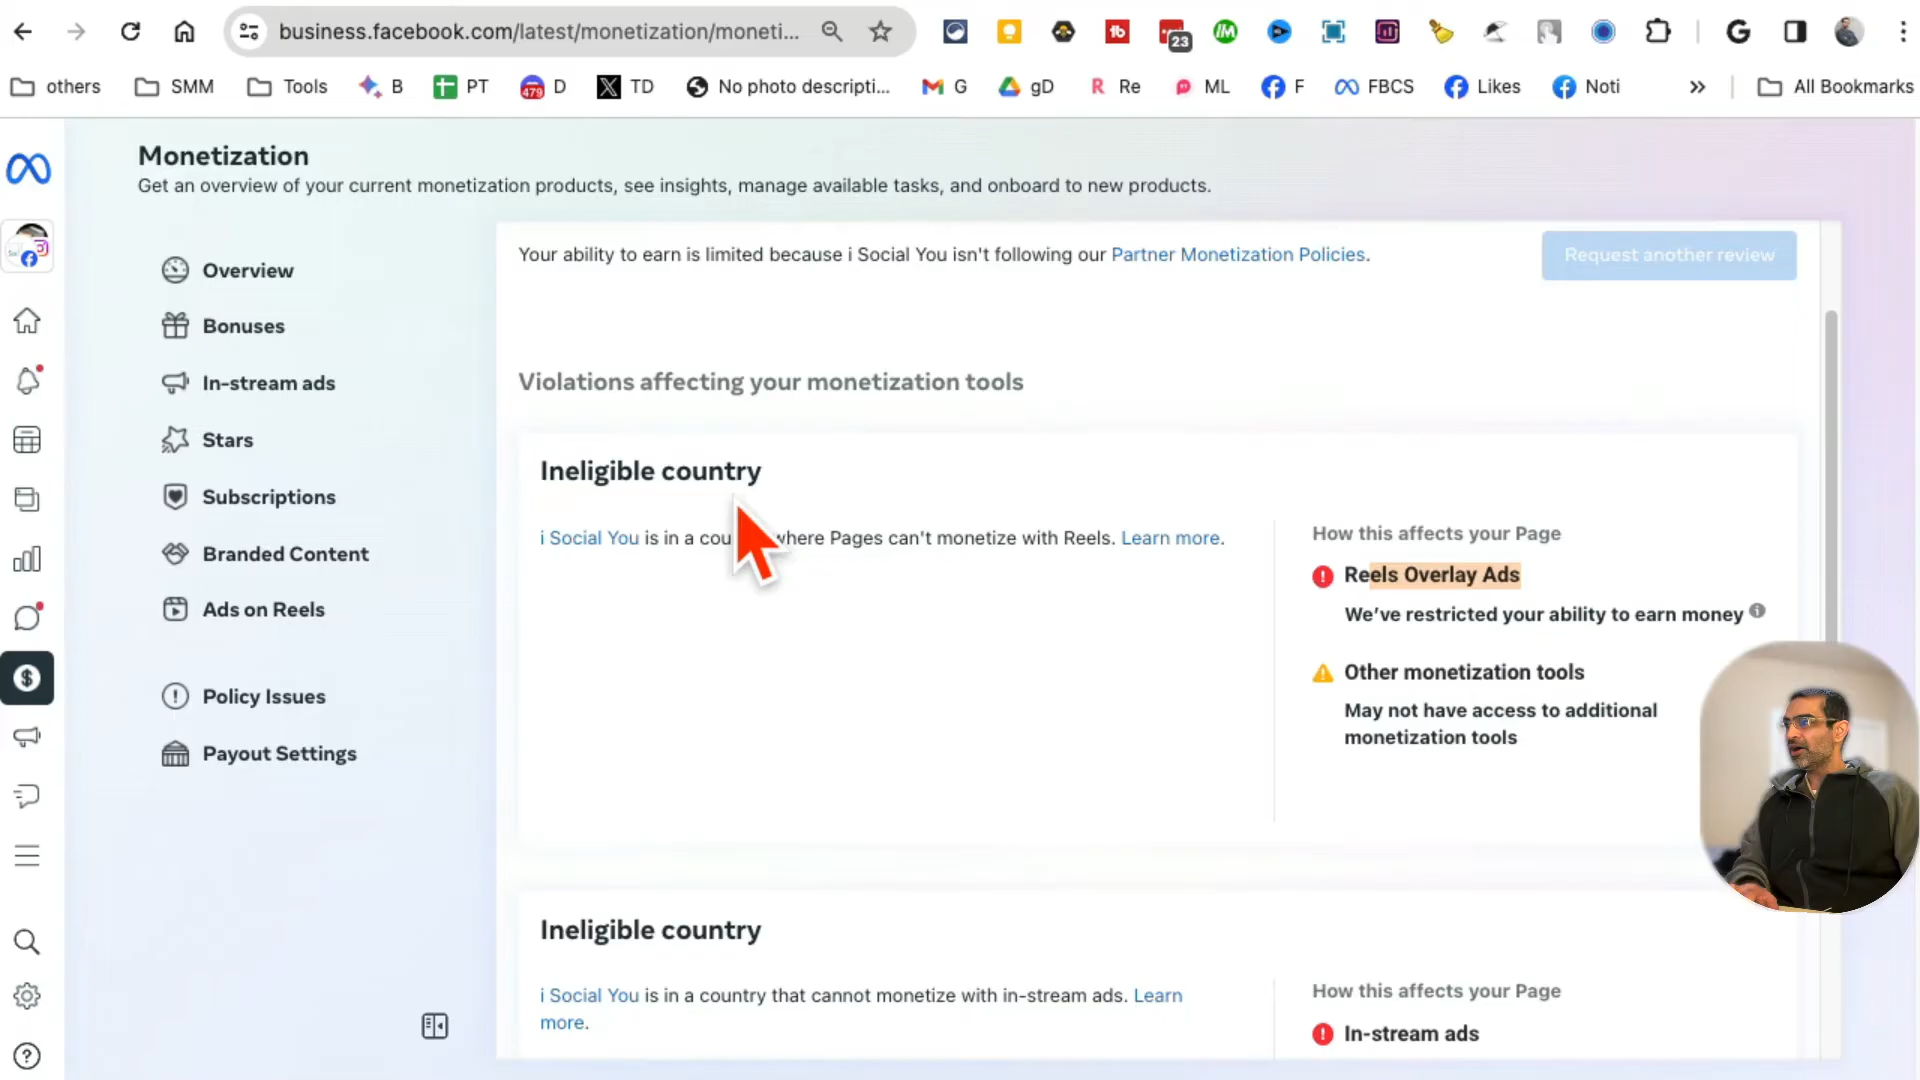 business.facebook.com/latest/monetization/moneti...
23
others
SMM
Tools
B
PT
479
D
TD
No photo descripti...
G
gD
Re
ML
F
FBCS
Likes
Noti
All Bookmarks
Monetization
Get an overview of your current monetization products, see insights, manage available tasks, and onboard to new products.
Overview
Bonuses
In-stream ads
Stars
Subscriptions
Branded Content
Ads on Reels
Policy Issues
Payout Settings
Your ability to earn is limited because i Social You isn't following our Partner Monetization Policies.
Request another review
Violations affecting your monetization tools
Ineligible country
i Social You is in a cou where Pages can't monetize with Reels. Learn more.
How this affects your Page
Reels Overlay Ads
We've restricted your ability to earn money
Other monetization tools
May not have access to additional
monetization tools
Ineligible country
i Social You is in a country that cannot monetize with in-stream ads. Learn
more.
How this affects your Page
In-stream ads